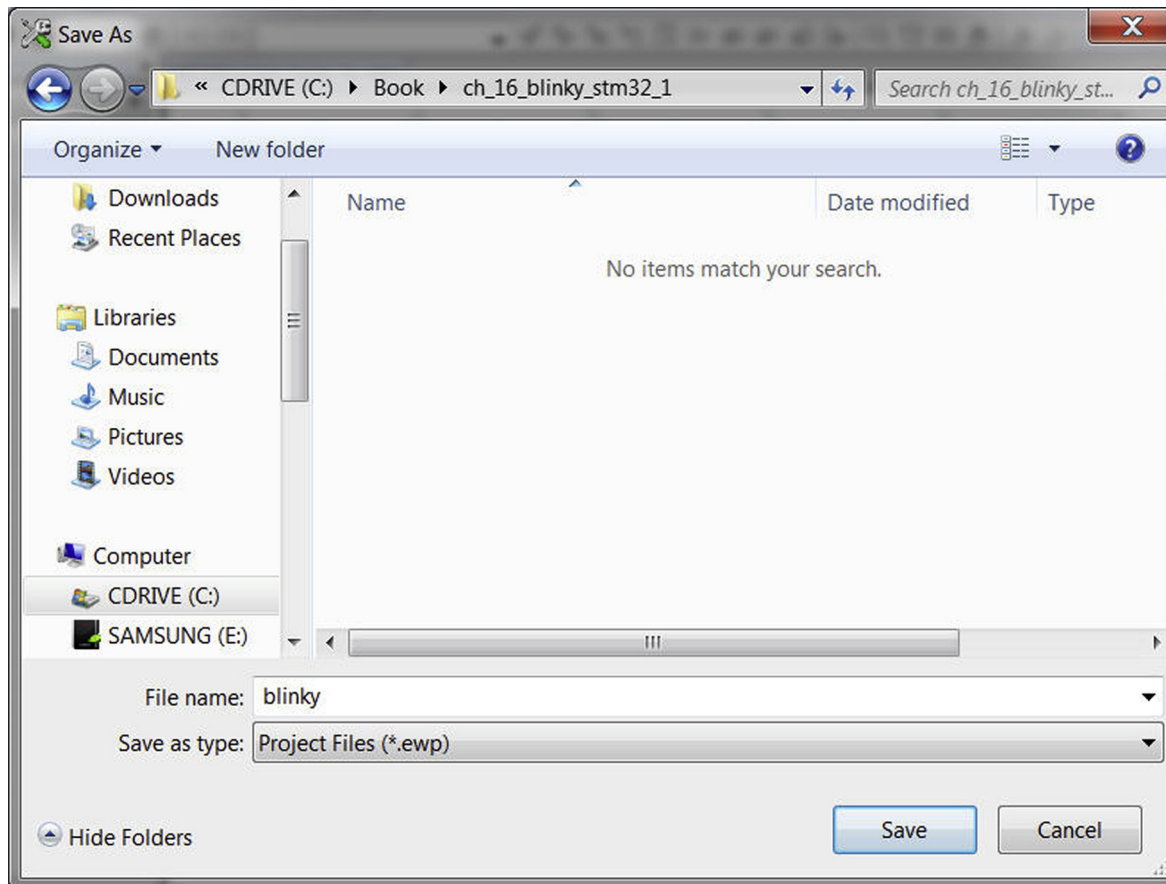 Save As
« CDRIVE (C:) Book ch_16_blinky_stm32_1 Search ch_16_blinky_st...
Organize New folder
Name Date modified Type
No items match your search.
Downloads
Recent Places
Libraries
Documents
Music
Pictures
Videos
Computer
CDRIVE (C:)
SAMSUNG (E:)
File name: blinky
Save as type: Project Files (*.ewp)
Hide Folders Save Cancel